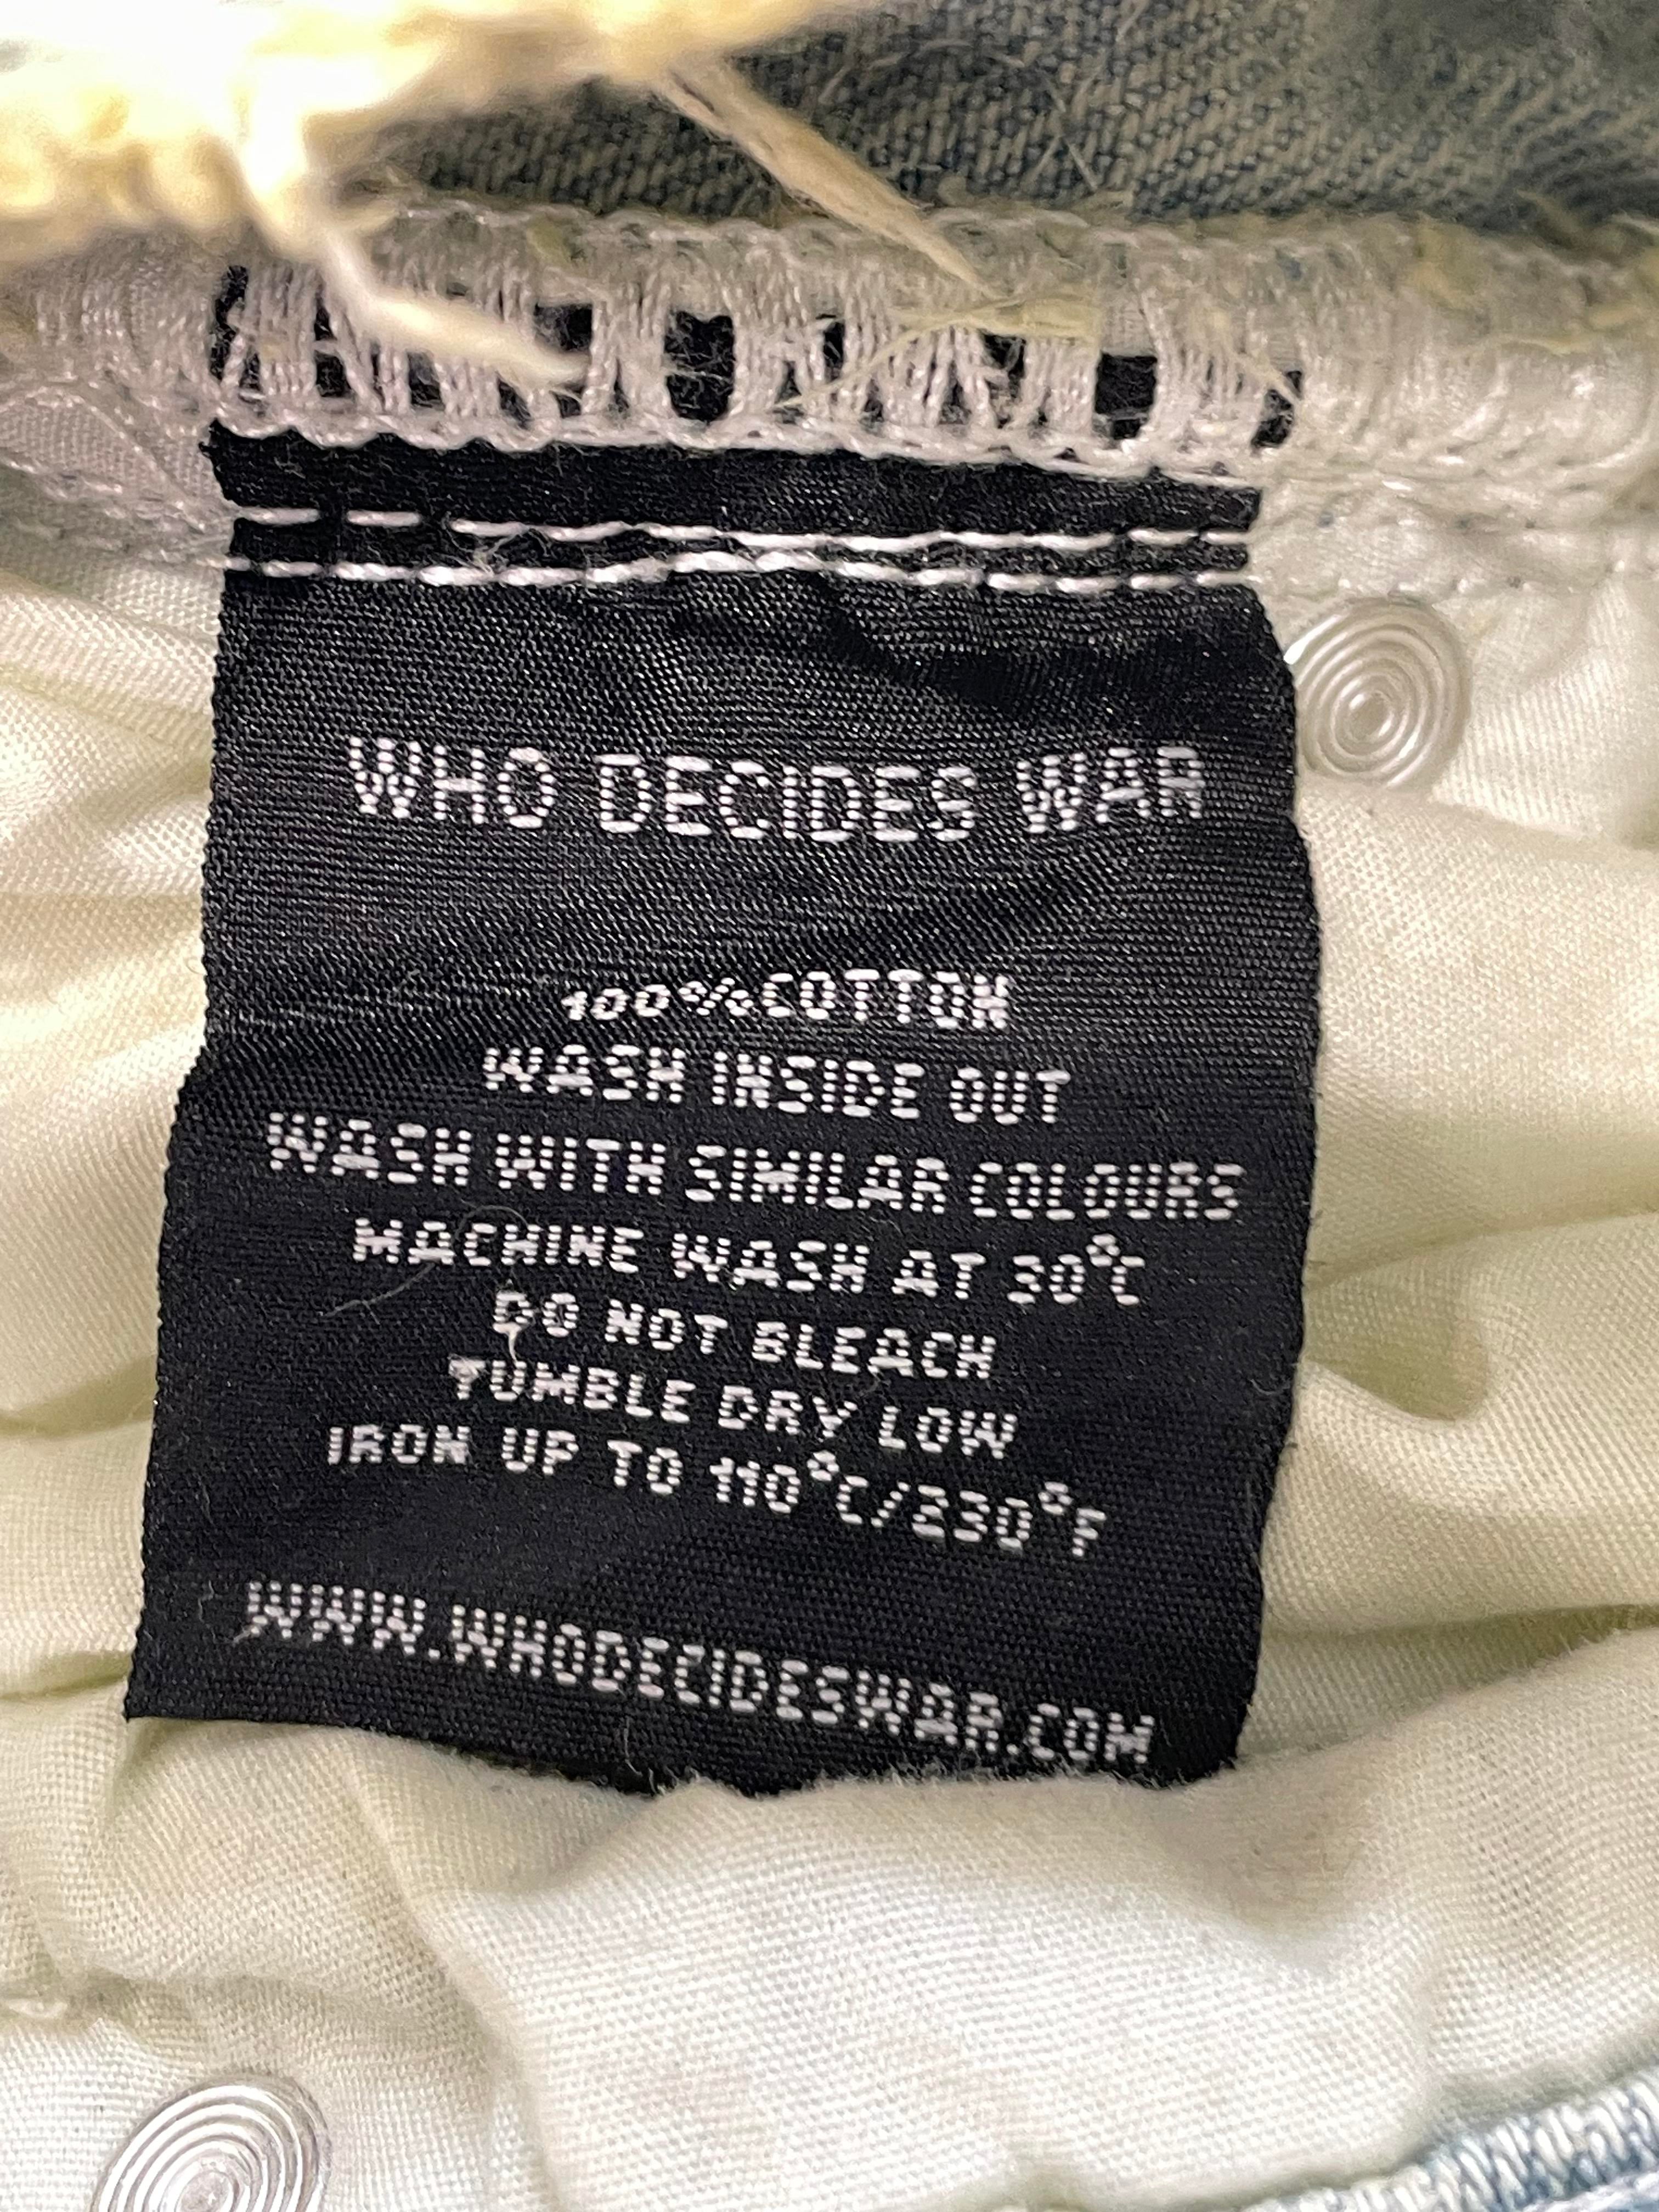 WHO DECIDES WAR
100%COTTON
WASH INSIDE OUT
WASH WITH SIMILAR COLOURS
MACHINE WASH AT 30°C
DO NOT BLEACH
TUMBLE DRY LOW
IRON UP TO 110°C/230°F
WWW.WHODECIDESWAR.COM